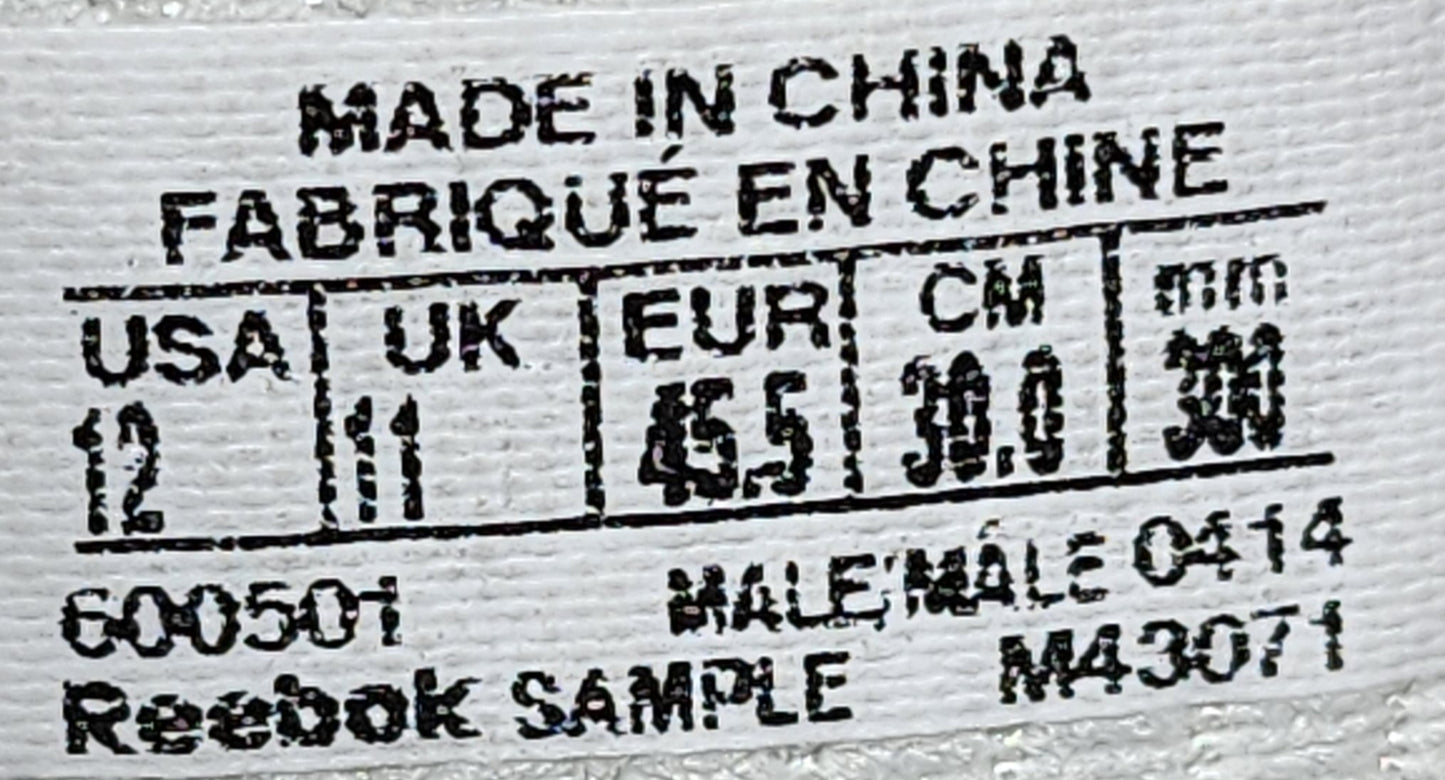 MADE IN CHINA
FABRIQUÉ EN CHINE
USA UK EUR CM mm
12 11 45.5 30.0 300
600501 MALE/MÂLE 0414
Reebok SAMPLE M43071